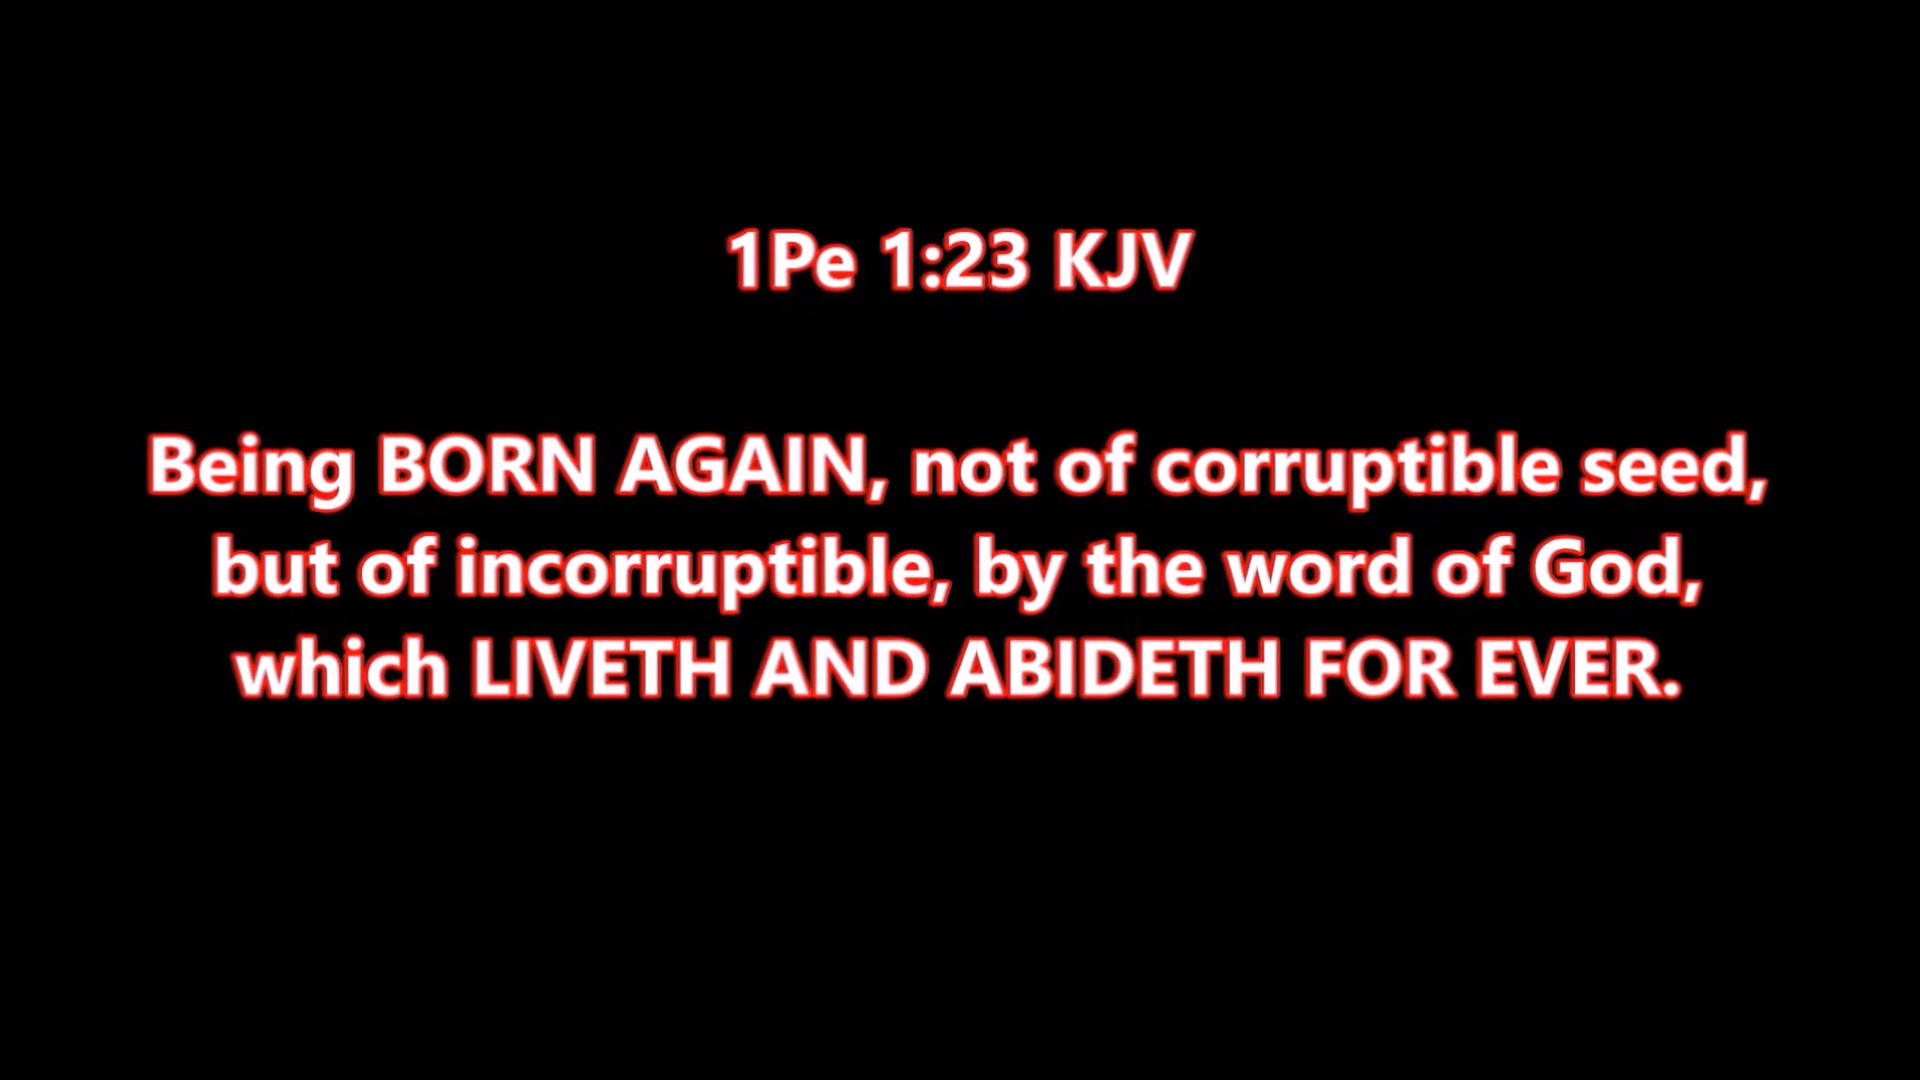 1Pe 1:23 KJV
Being BORN AGAIN, not of corruptible seed,
but of incorruptible, by the word of God,
which LIVETH AND ABIDETH FOR EVER.